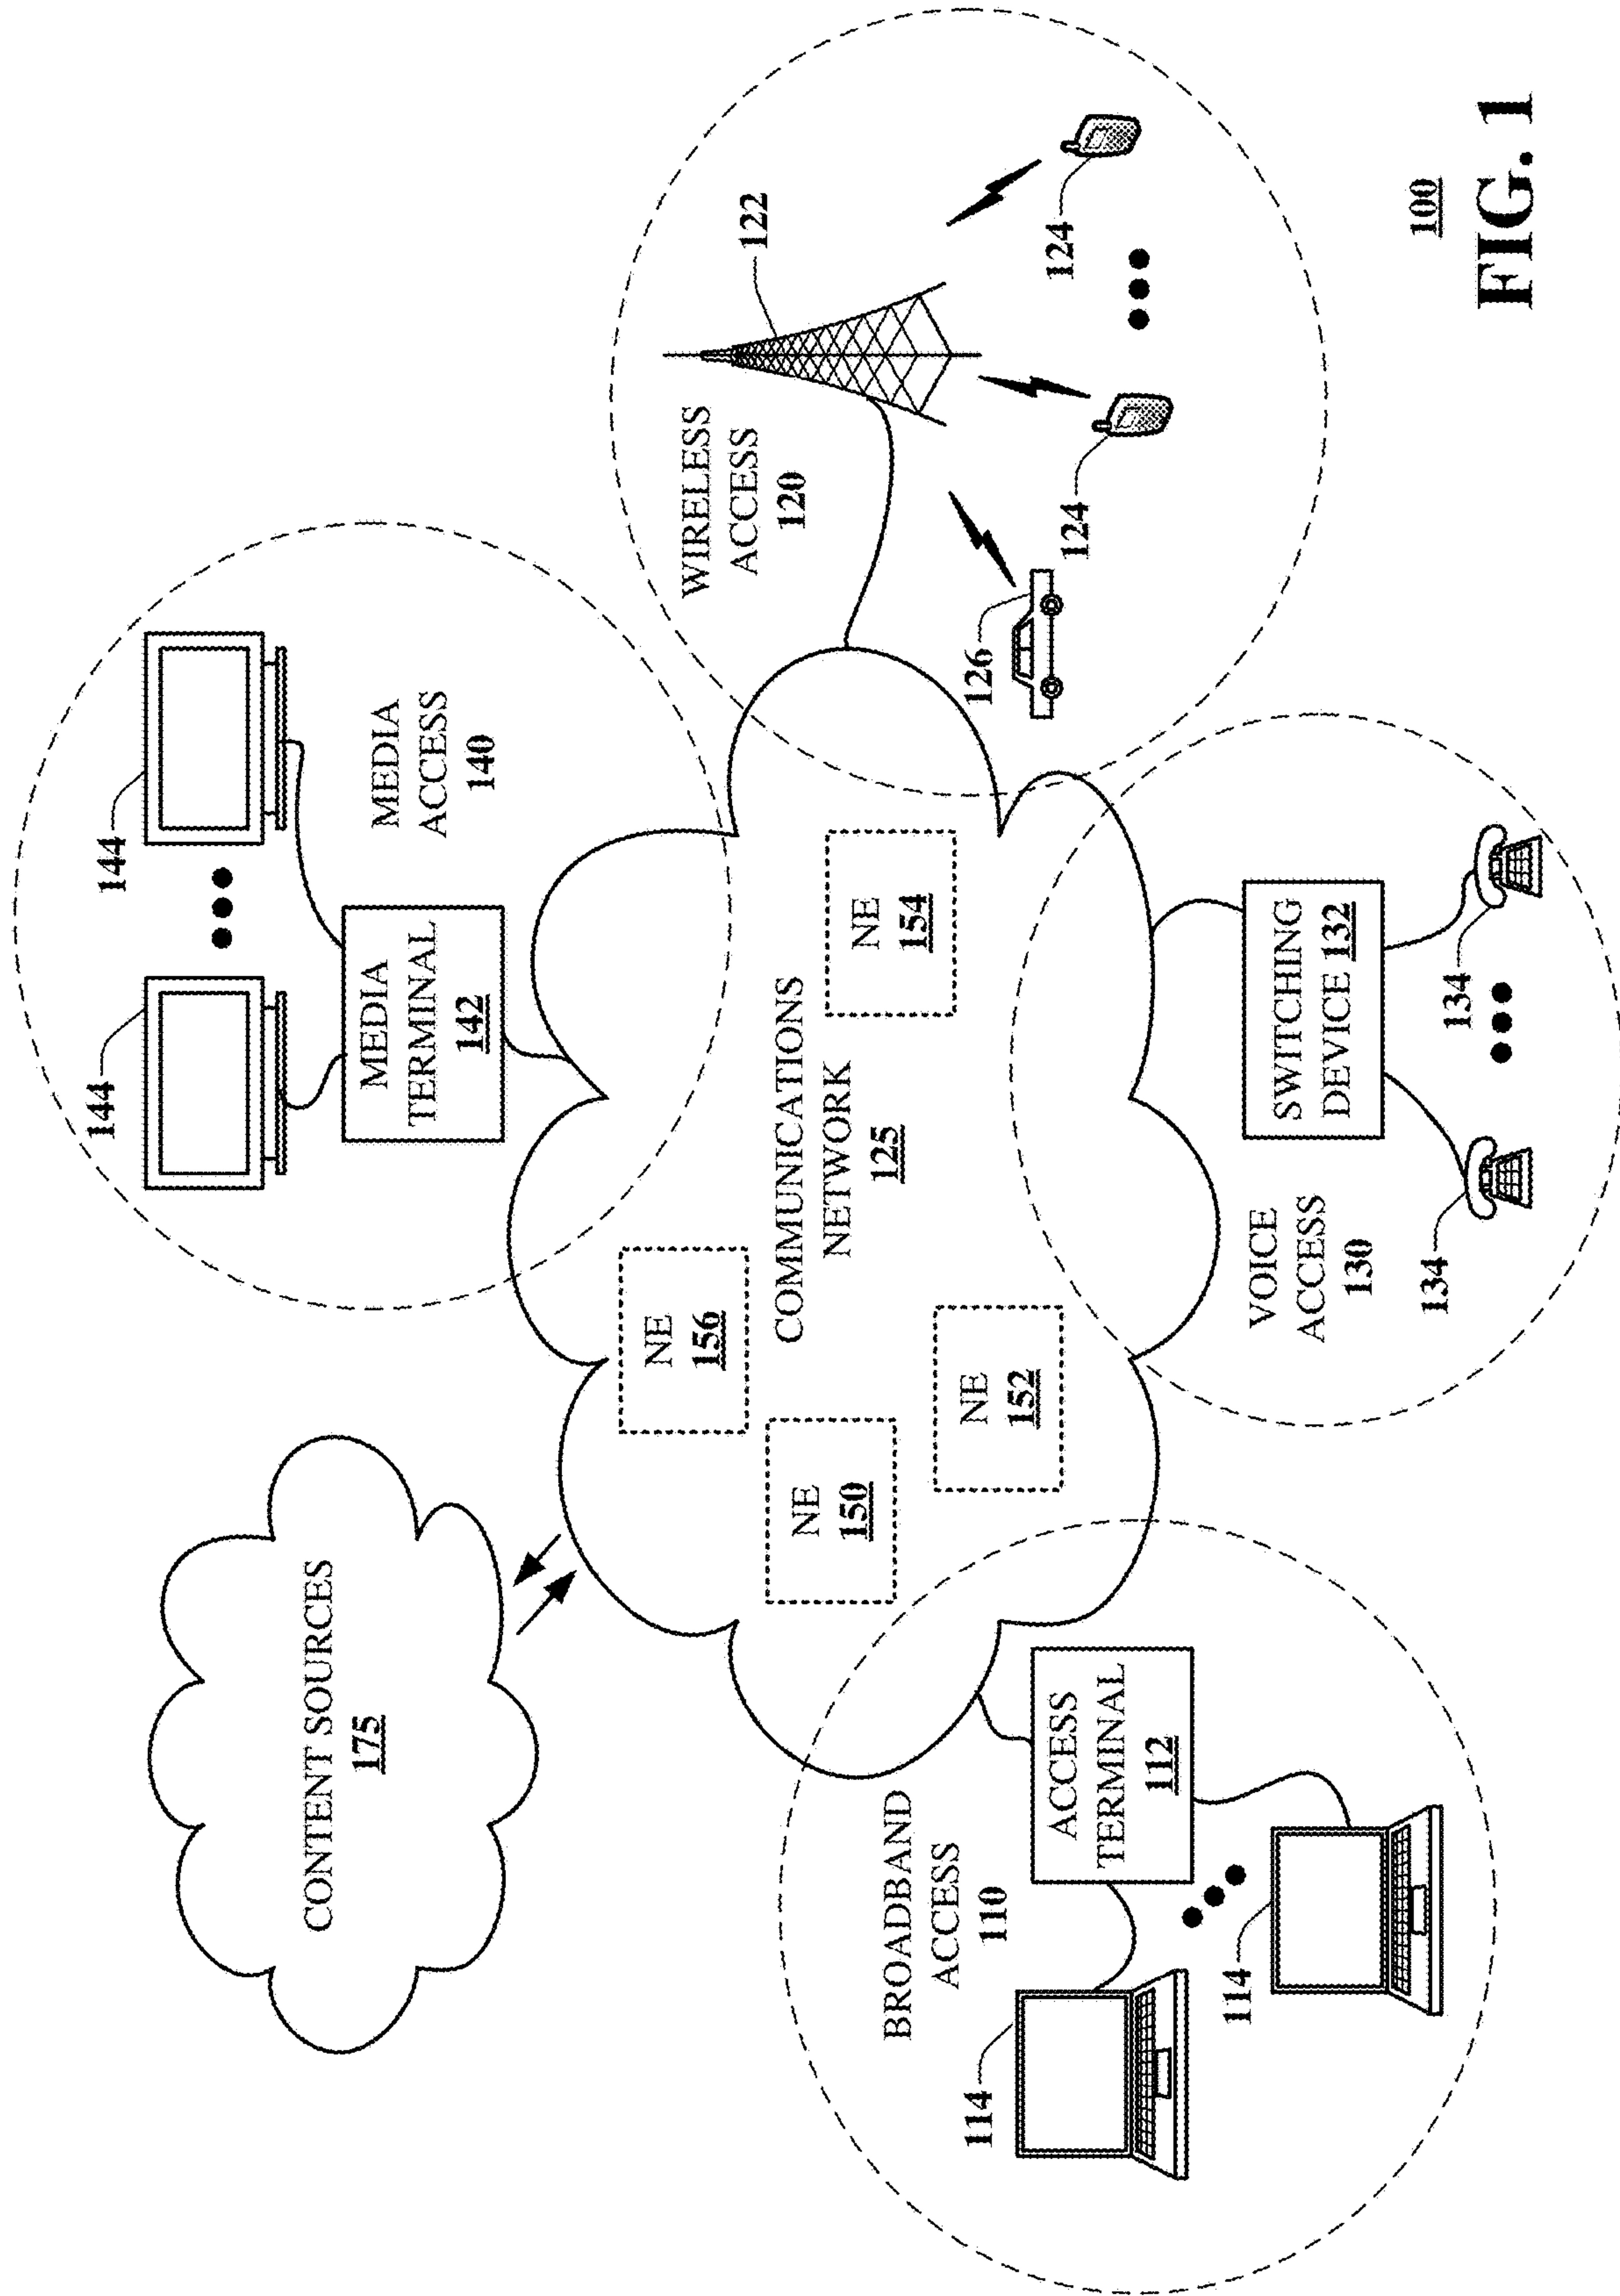 144
144
MEDIA
TERMINAL
142
MEDIA
ACCESS
140
CONTENT SOURCES
175
WIRELESS
ACCESS
120
122
124
124
126
NE
156
NE
150
NE
152
NE
154
COMMUNICATIONS
NETWORK
125
BROADBAND
ACCESS
110
ACCESS
TERMINAL
112
114
114
VOICE
ACCESS
130
SWITCHING
DEVICE 132
134
134
100
FIG. 1